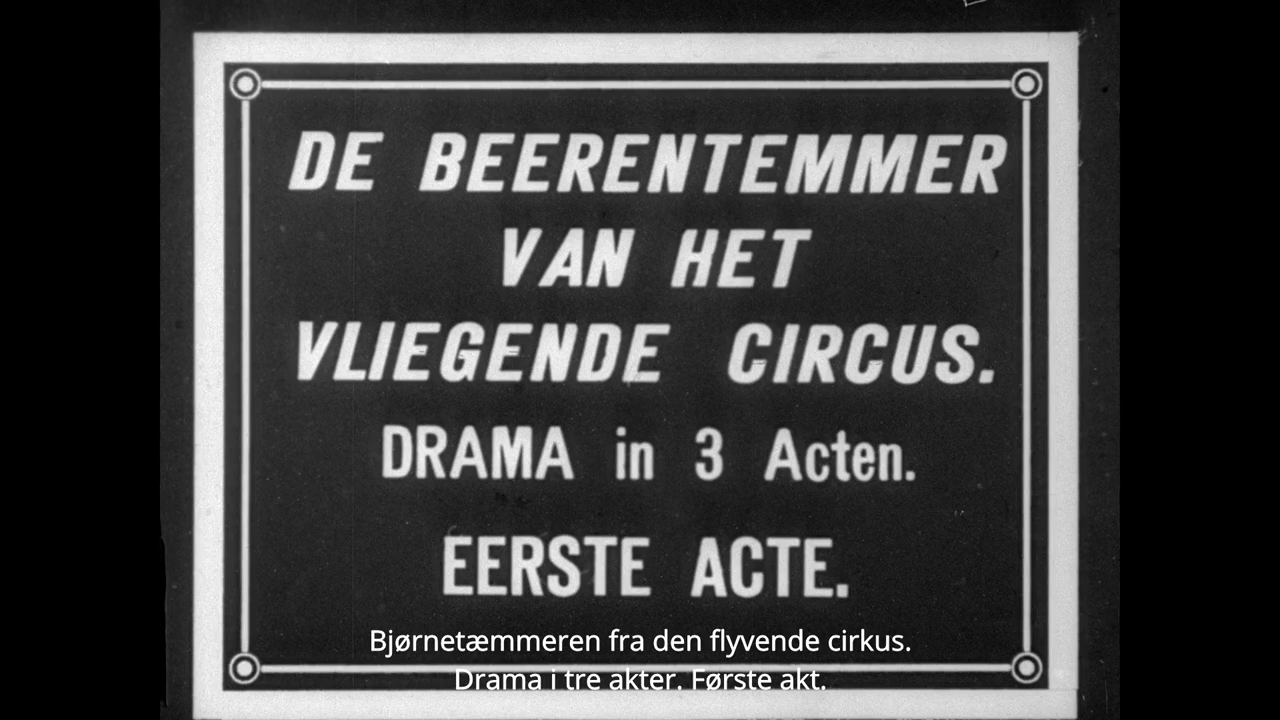 DE BEERENTEMMER
VAN HET
VLIEGENDE CIRCUS.
DRAMA in 3 Acten.
EERSTE ACTE.
Bjørnetæmmeren fra den flyvende cirkus.
Drama i tre akter. Første akt.